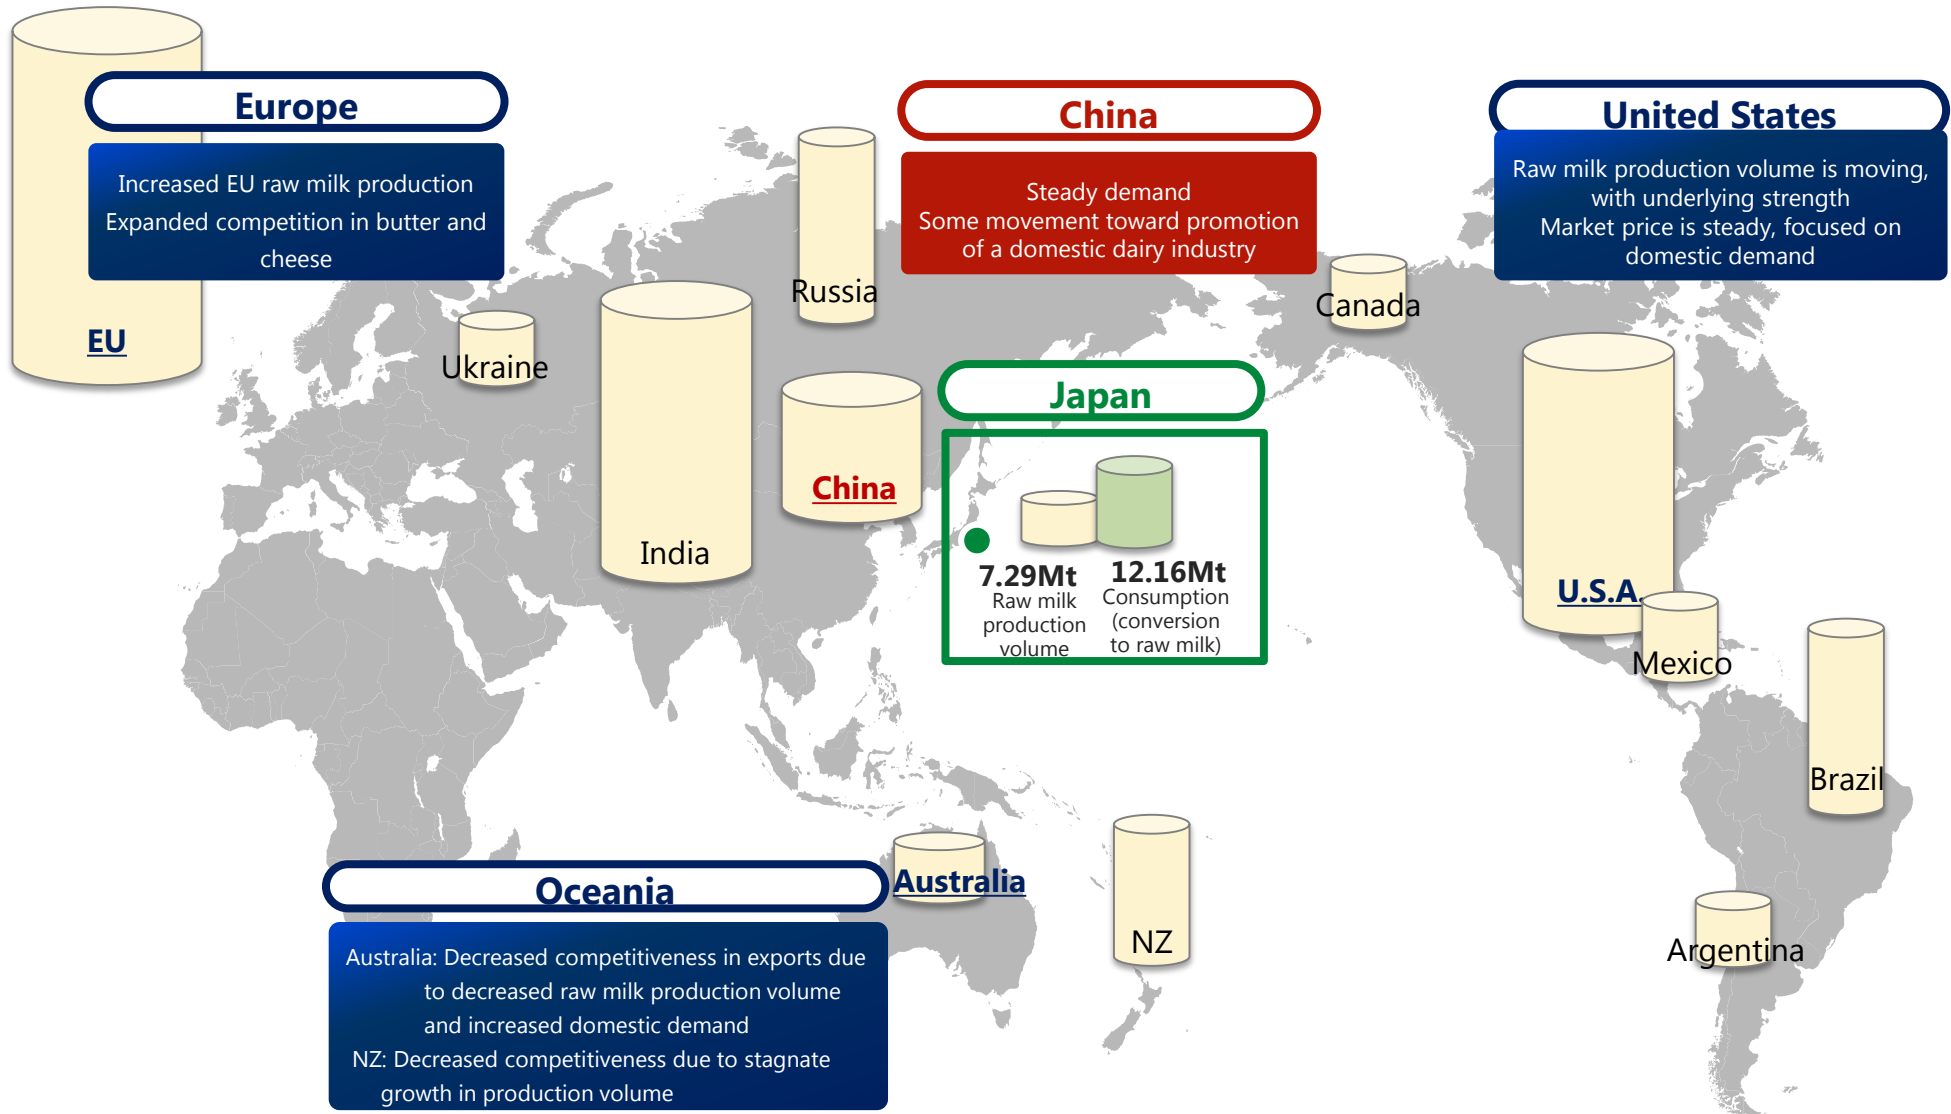 Europe
Increased EU raw milk production
Expanded competition in butter and
cheese
EU
Ukraine
India
Russia
China
Steady demand
Some movement toward promotion
of a domestic dairy industry
China
Japan
7.29Mt
Raw milk
production
volume
12.16Mt
Consumption
(conversion
to raw milk)
United States
Raw milk production volume is moving,
with underlying strength
Market price is steady, focused on
domestic demand
Canada
U.S.A.
Mexico
Brazil
Argentina
Oceania
Australia: Decreased competitiveness in exports due
to decreased raw milk production volume
and increased domestic demand
NZ: Decreased competitiveness due to stagnate
growth in production volume
Australia
NZ